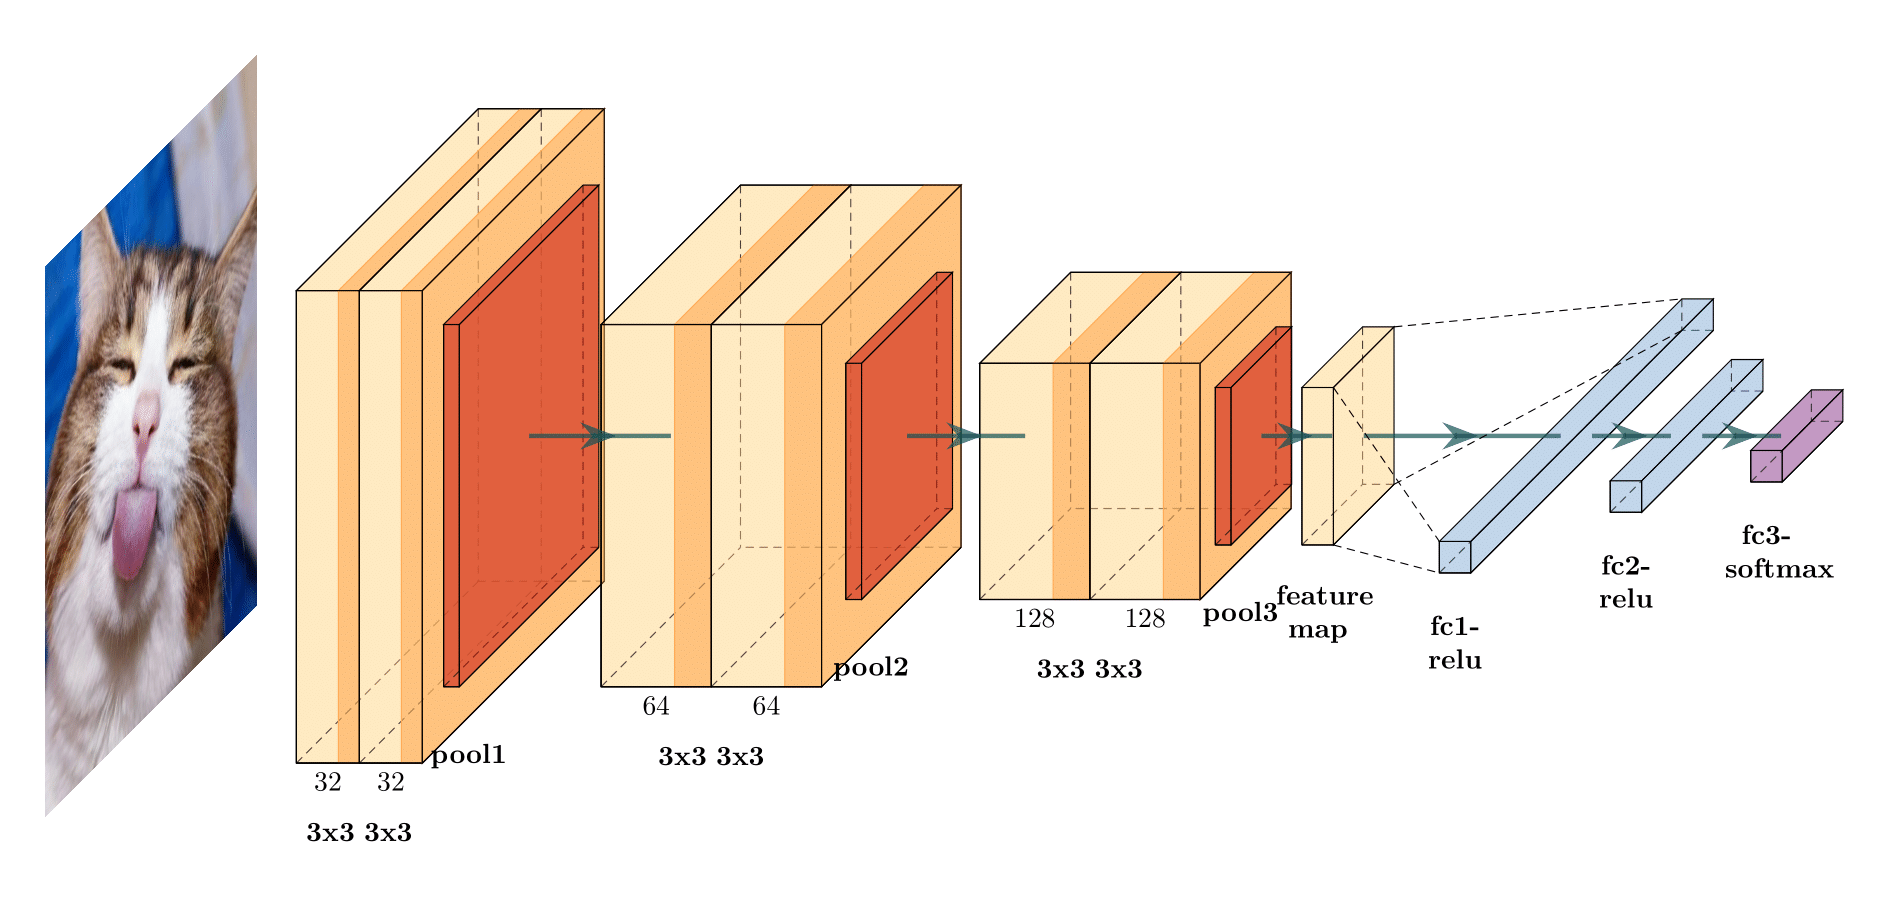 32 32
3x3 3x3
pool1
64 64
3x3 3x3
pool2
128 128
3x3 3x3
pool3
feature
map
fc1-
relu
fc2-
relu
fc3-
softmax